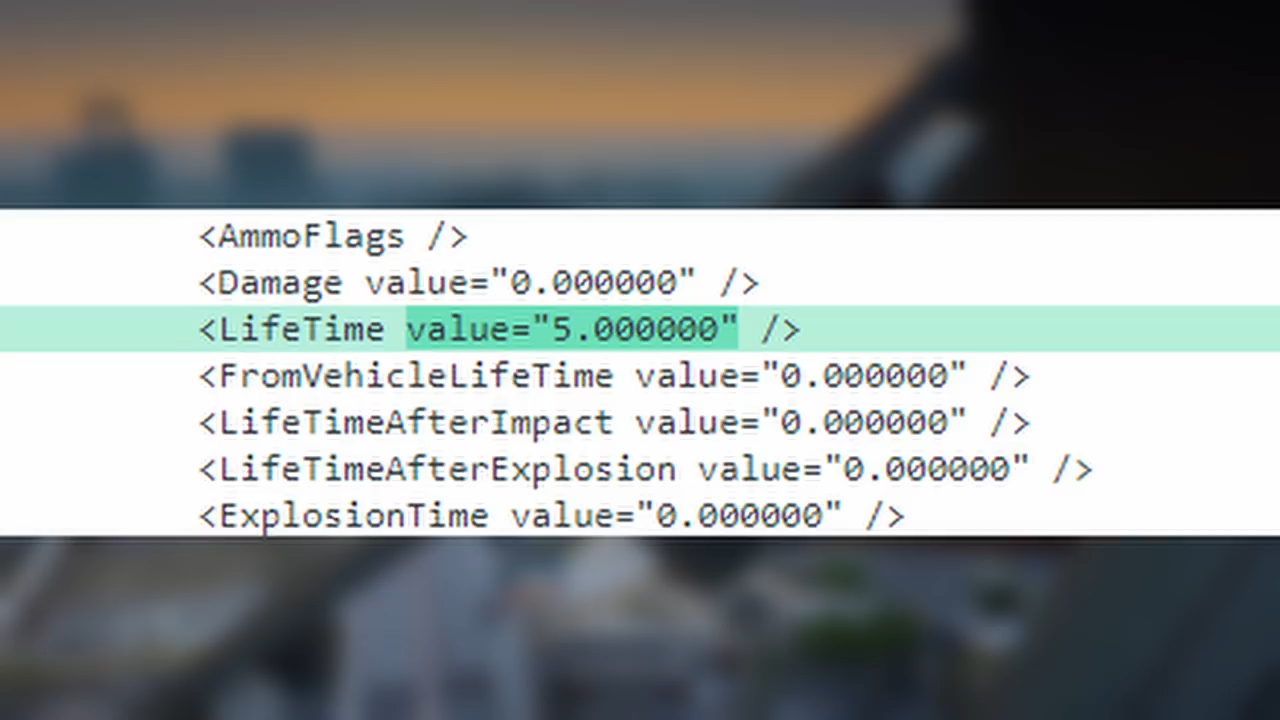 <AmmoFlags />
<Damage value="0.000000" />
<LifeTime value="5.000000" />
<FromVehicleLifeTime value="0.000000" />
<LifeTimeAfterImpact value="0.000000" />
<LifeTimeAfterExplosion value="0.000000" />
<ExplosionTime value="0.000000" />